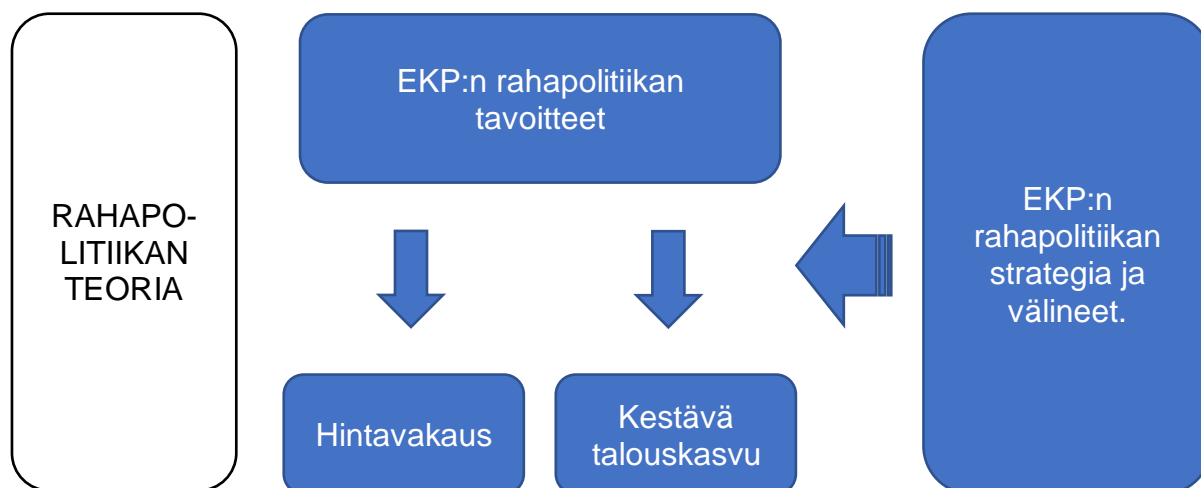 RAHAPO-
LITIIKAN
TEORIA
EKP:n rahapolitiikan
tavoitteet
Hintavakaus
Kestävä
talouskasvu
EKP:n
rahapolitiikan
strategia ja
välineet.